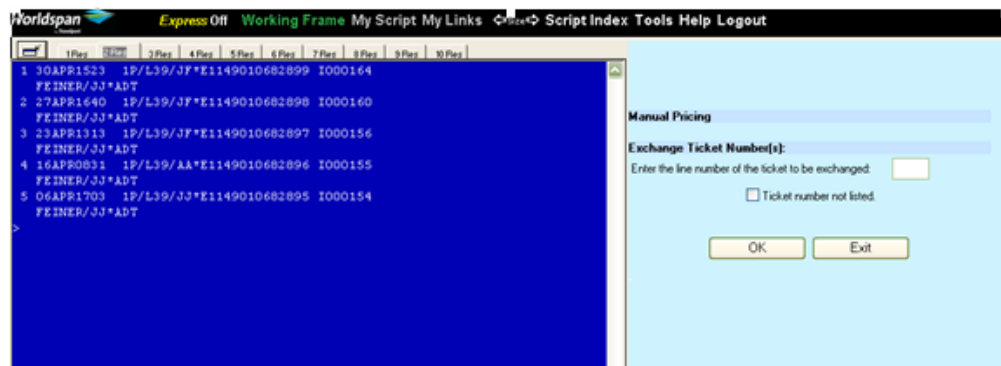 Worldspan Express Off Working Frame My Script My Links Size Script Index Tools Help Logout
1Res 3Res 4Res 5Res 6Res 7Res 8Res 9Res 10Res
1 30APR1523 1P/L39/JF*E1149010682899 I000164
FEINER/JJ*ADT
2 27APR1640 1P/L39/JF*E1149010682898 I000160
FEINER/JJ*ADT
3 23APR1313 1P/L39/JF*E1149010682897 I000156
FEINER/JJ*ADT
4 16APR0831 1P/L39/AA*E1149010682896 I000155
FEINER/JJ*ADT
5 06APR1703 1P/L39/JJ*E1149010682895 I000154
FEINER/JJ*ADT
>
Manual Pricing
Exchange Ticket Number(s):
Enter the line number of the ticket to be exchanged:
Ticket number not listed.
OK Exit